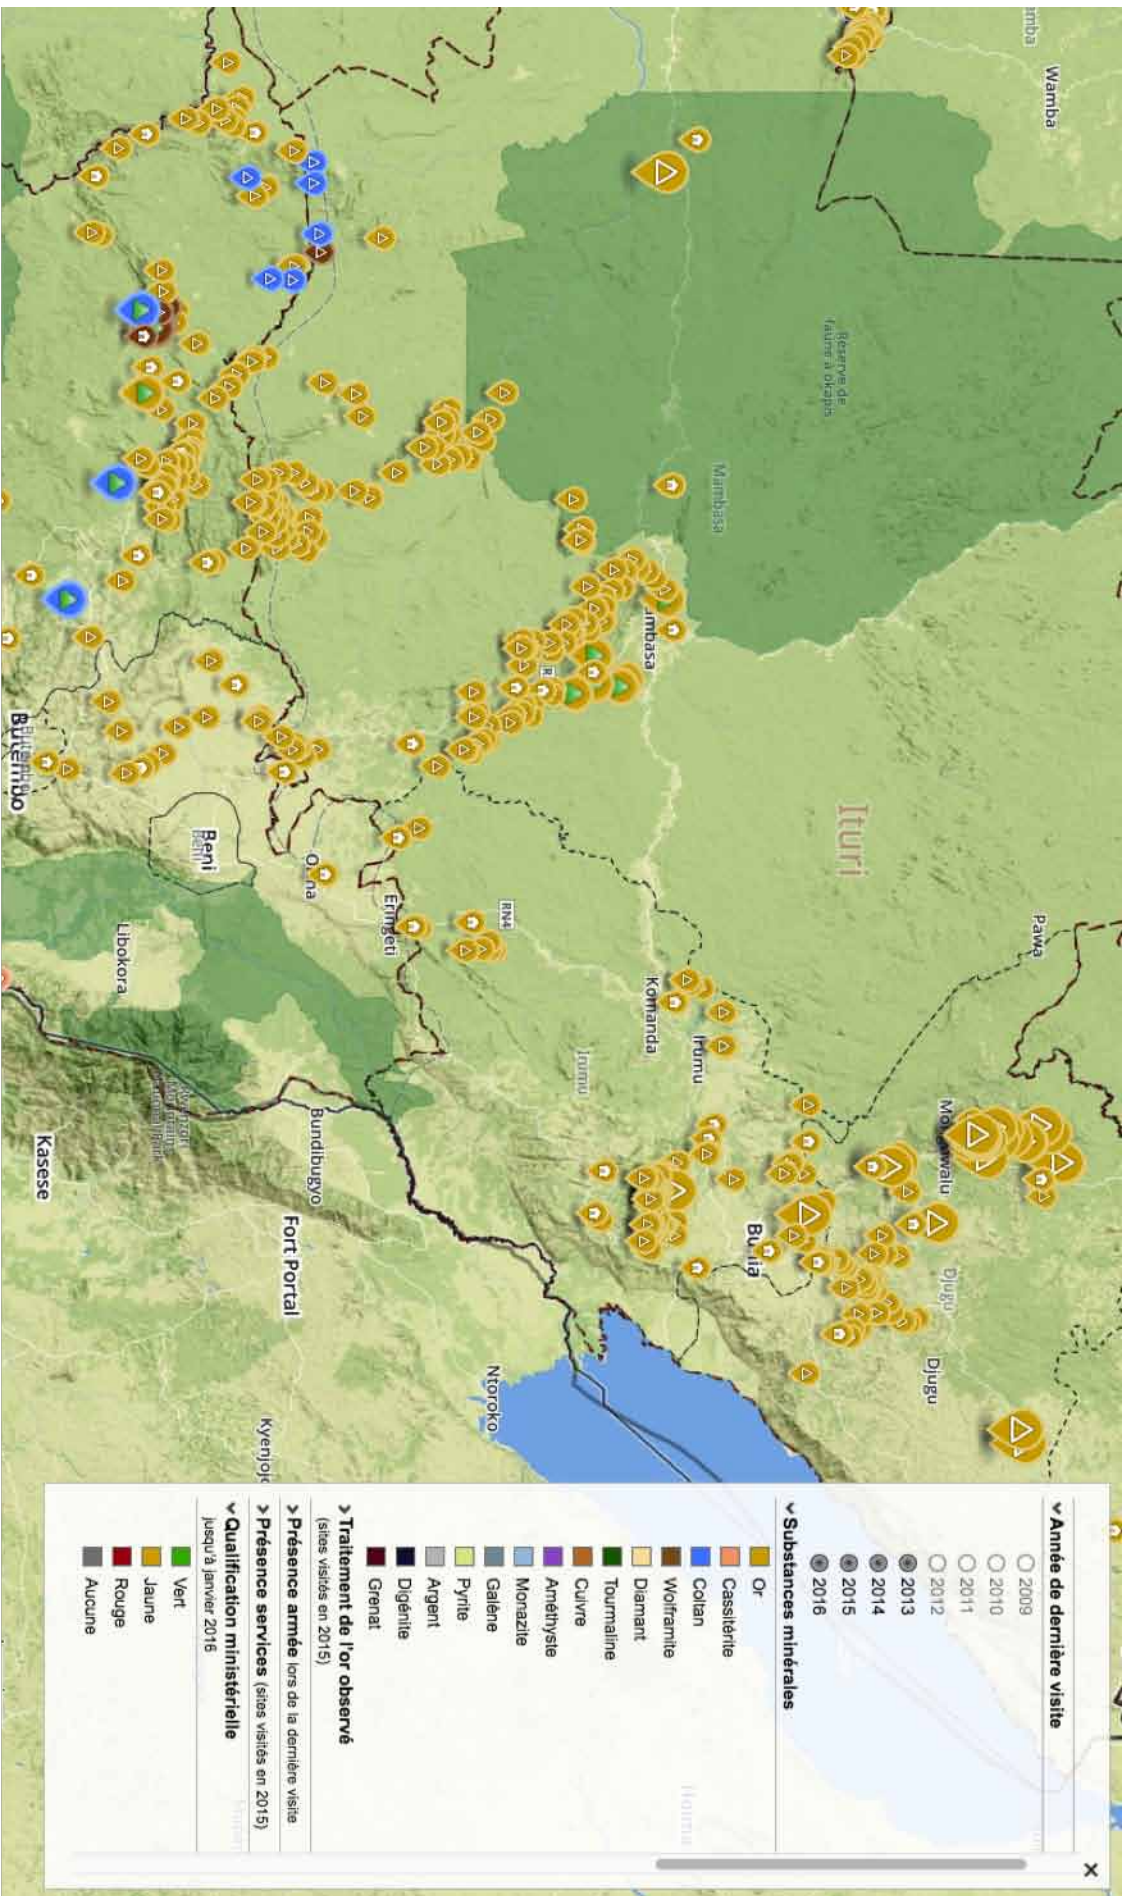 Wamba
Réserve de
faune à okapis
Mambasa
Ituri
Pawa
RN4
Eringeti
Beni
Beni
Butembo
Libokora
Komanda
Irumu
Irumu
Bundibugyo
Kasese
Fort Portal
Djugu
Djugu
Ntoroko
Année de dernière visite
2009
2010
2011
2012
2013
2014
2015
2016
Substances minérales
Or
Cassitérite
Coltan
Wolframite
Diamant
Tourmaline
Cuivre
Améthyste
Monazite
Galène
Pyrite
Argent
Digénite
Grenat
Traitement de l'or observé
(sites visités en 2015)
Présence armée lors de la dernière visite
Présence services (sites visités en 2015)
Qualification ministérielle
jusqu'à janvier 2016
Vert
Jaune
Rouge
Aucune